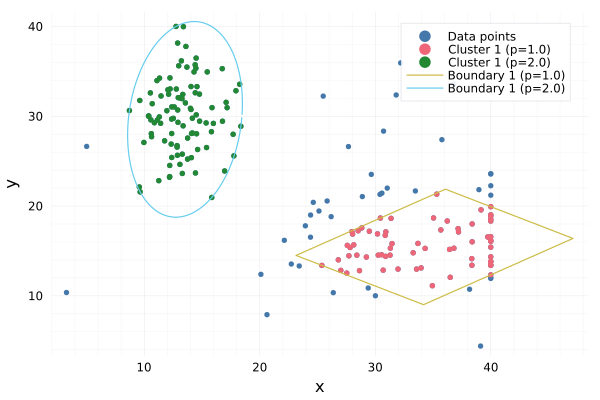 40
30
20
10
y
10
20
30
40
x
Data points
Cluster 1 (p=1.0)
Cluster 1 (p=2.0)
Boundary 1 (p=1.0)
Boundary 1 (p=2.0)